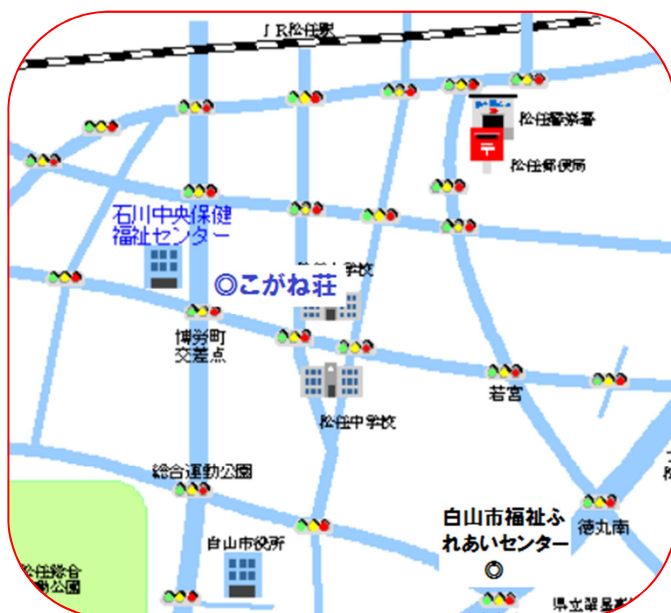 JR松任駅
松任警察署
松任郵便局
石川中央保健
福祉センター
◎こがね荘
博労町
交差点
若宮
松任中学校
総合運動公園
白山市役所
白山市福祉ふ
れあいセンター
◎
徳丸南
松任総合